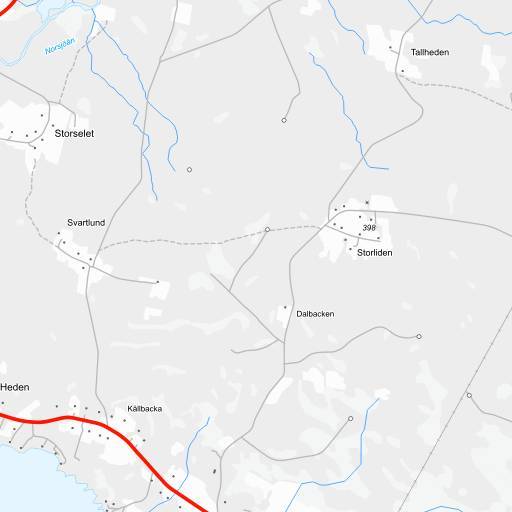 Norsjöån
Tallheden
Storselet
Svartlund
398
Storliden
Dalbacken
Heden
Källbacka